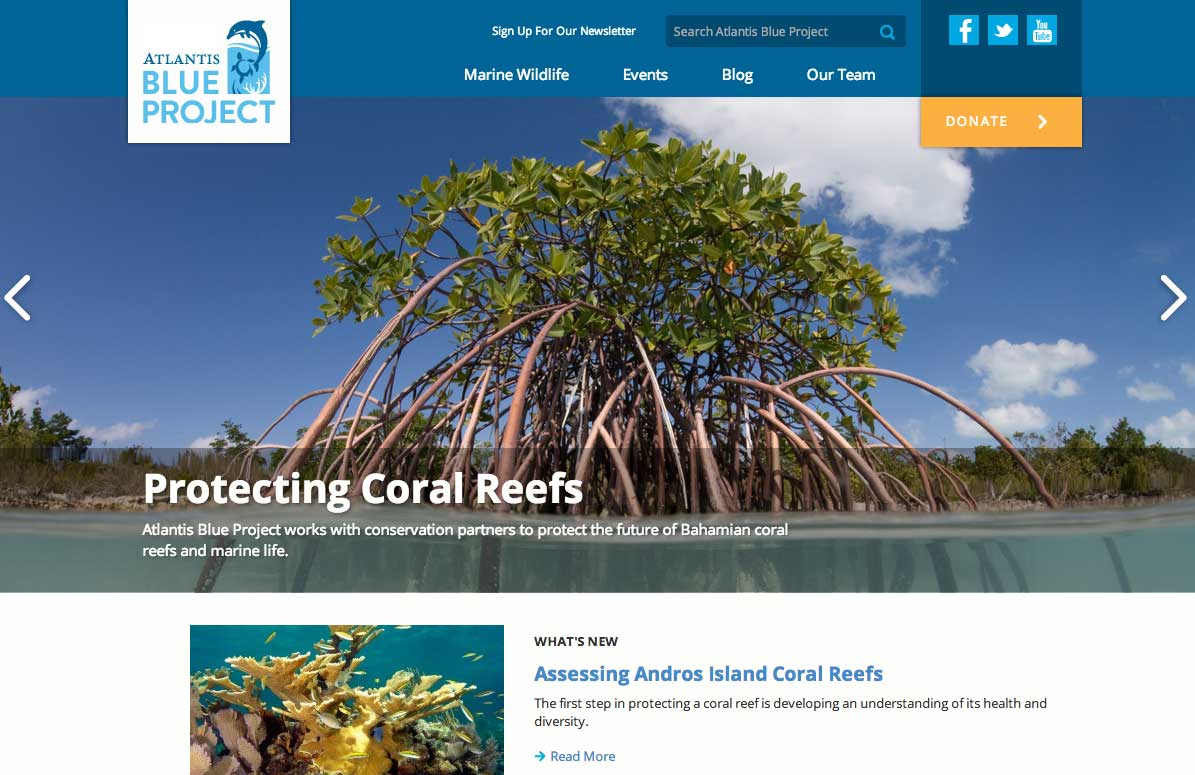 ATLANTIS
BLUE
PROJECT
Sign Up For Our Newsletter
Search Atlantis Blue Project
You
Tube
Marine Wildlife
Events
Blog
Our Team
DONATE
Protecting Coral Reefs
Atlantis Blue Project works with conservation partners to protect the future of Bahamian coral
reefs and marine life.
WHAT'S NEW
Assessing Andros Island Coral Reefs
The first step in protecting a coral reef is developing an understanding of its health and
diversity.
Read More